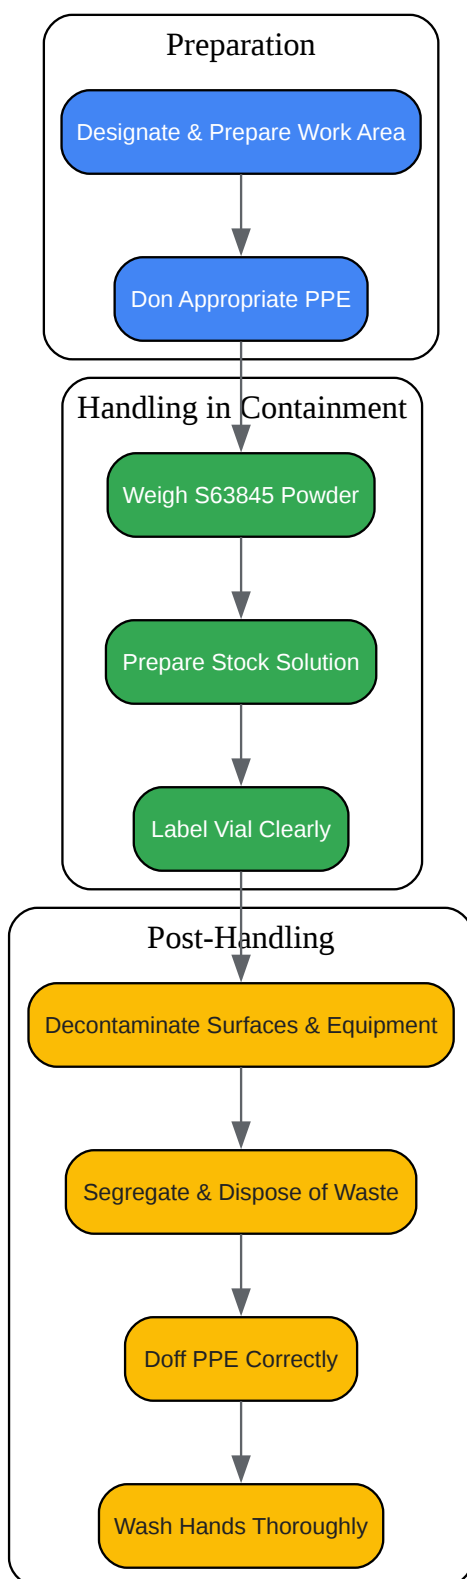 Preparation
Designate & Prepare Work Area
Don Appropriate PPE
Handling in Containment
Weigh S63845 Powder
Prepare Stock Solution
Label Vial Clearly
Post-Handling
Decontaminate Surfaces & Equipment
Segregate & Dispose of Waste
Doff PPE Correctly
Wash Hands Thoroughly